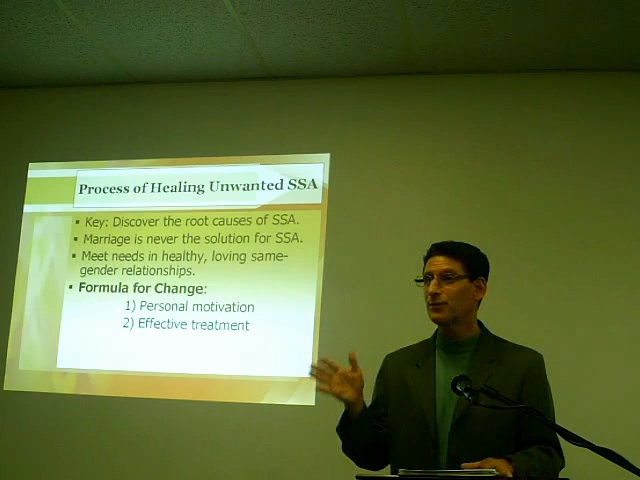 Process of Healing Unwanted SSA
▪ Key: Discover the root causes of SSA.
▪ Marriage is never the solution for SSA.
▪ Meet needs in healthy, loving same-
gender relationships.
▪ Formula for Change:
1) Personal motivation
2) Effective treatment